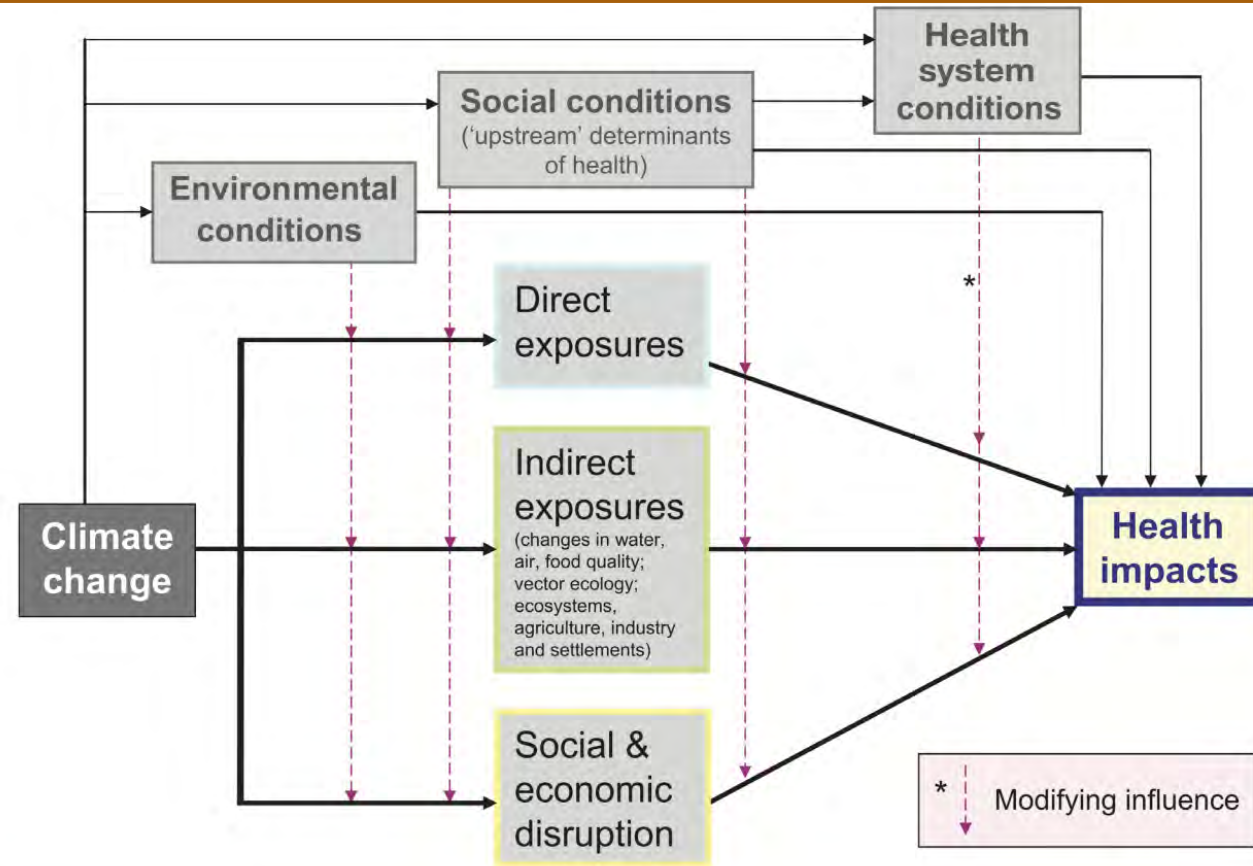 Health
system
conditions
Social conditions
(‘upstream’ determinants
of health)
Environmental
conditions
Direct
exposures
*
Indirect
exposures
(changes in water,
air, food quality;
vector ecology;
ecosystems,
agriculture, industry
and settlements)
Climate
change
Health
impacts
Social &
economic
disruption
* Modifying influence